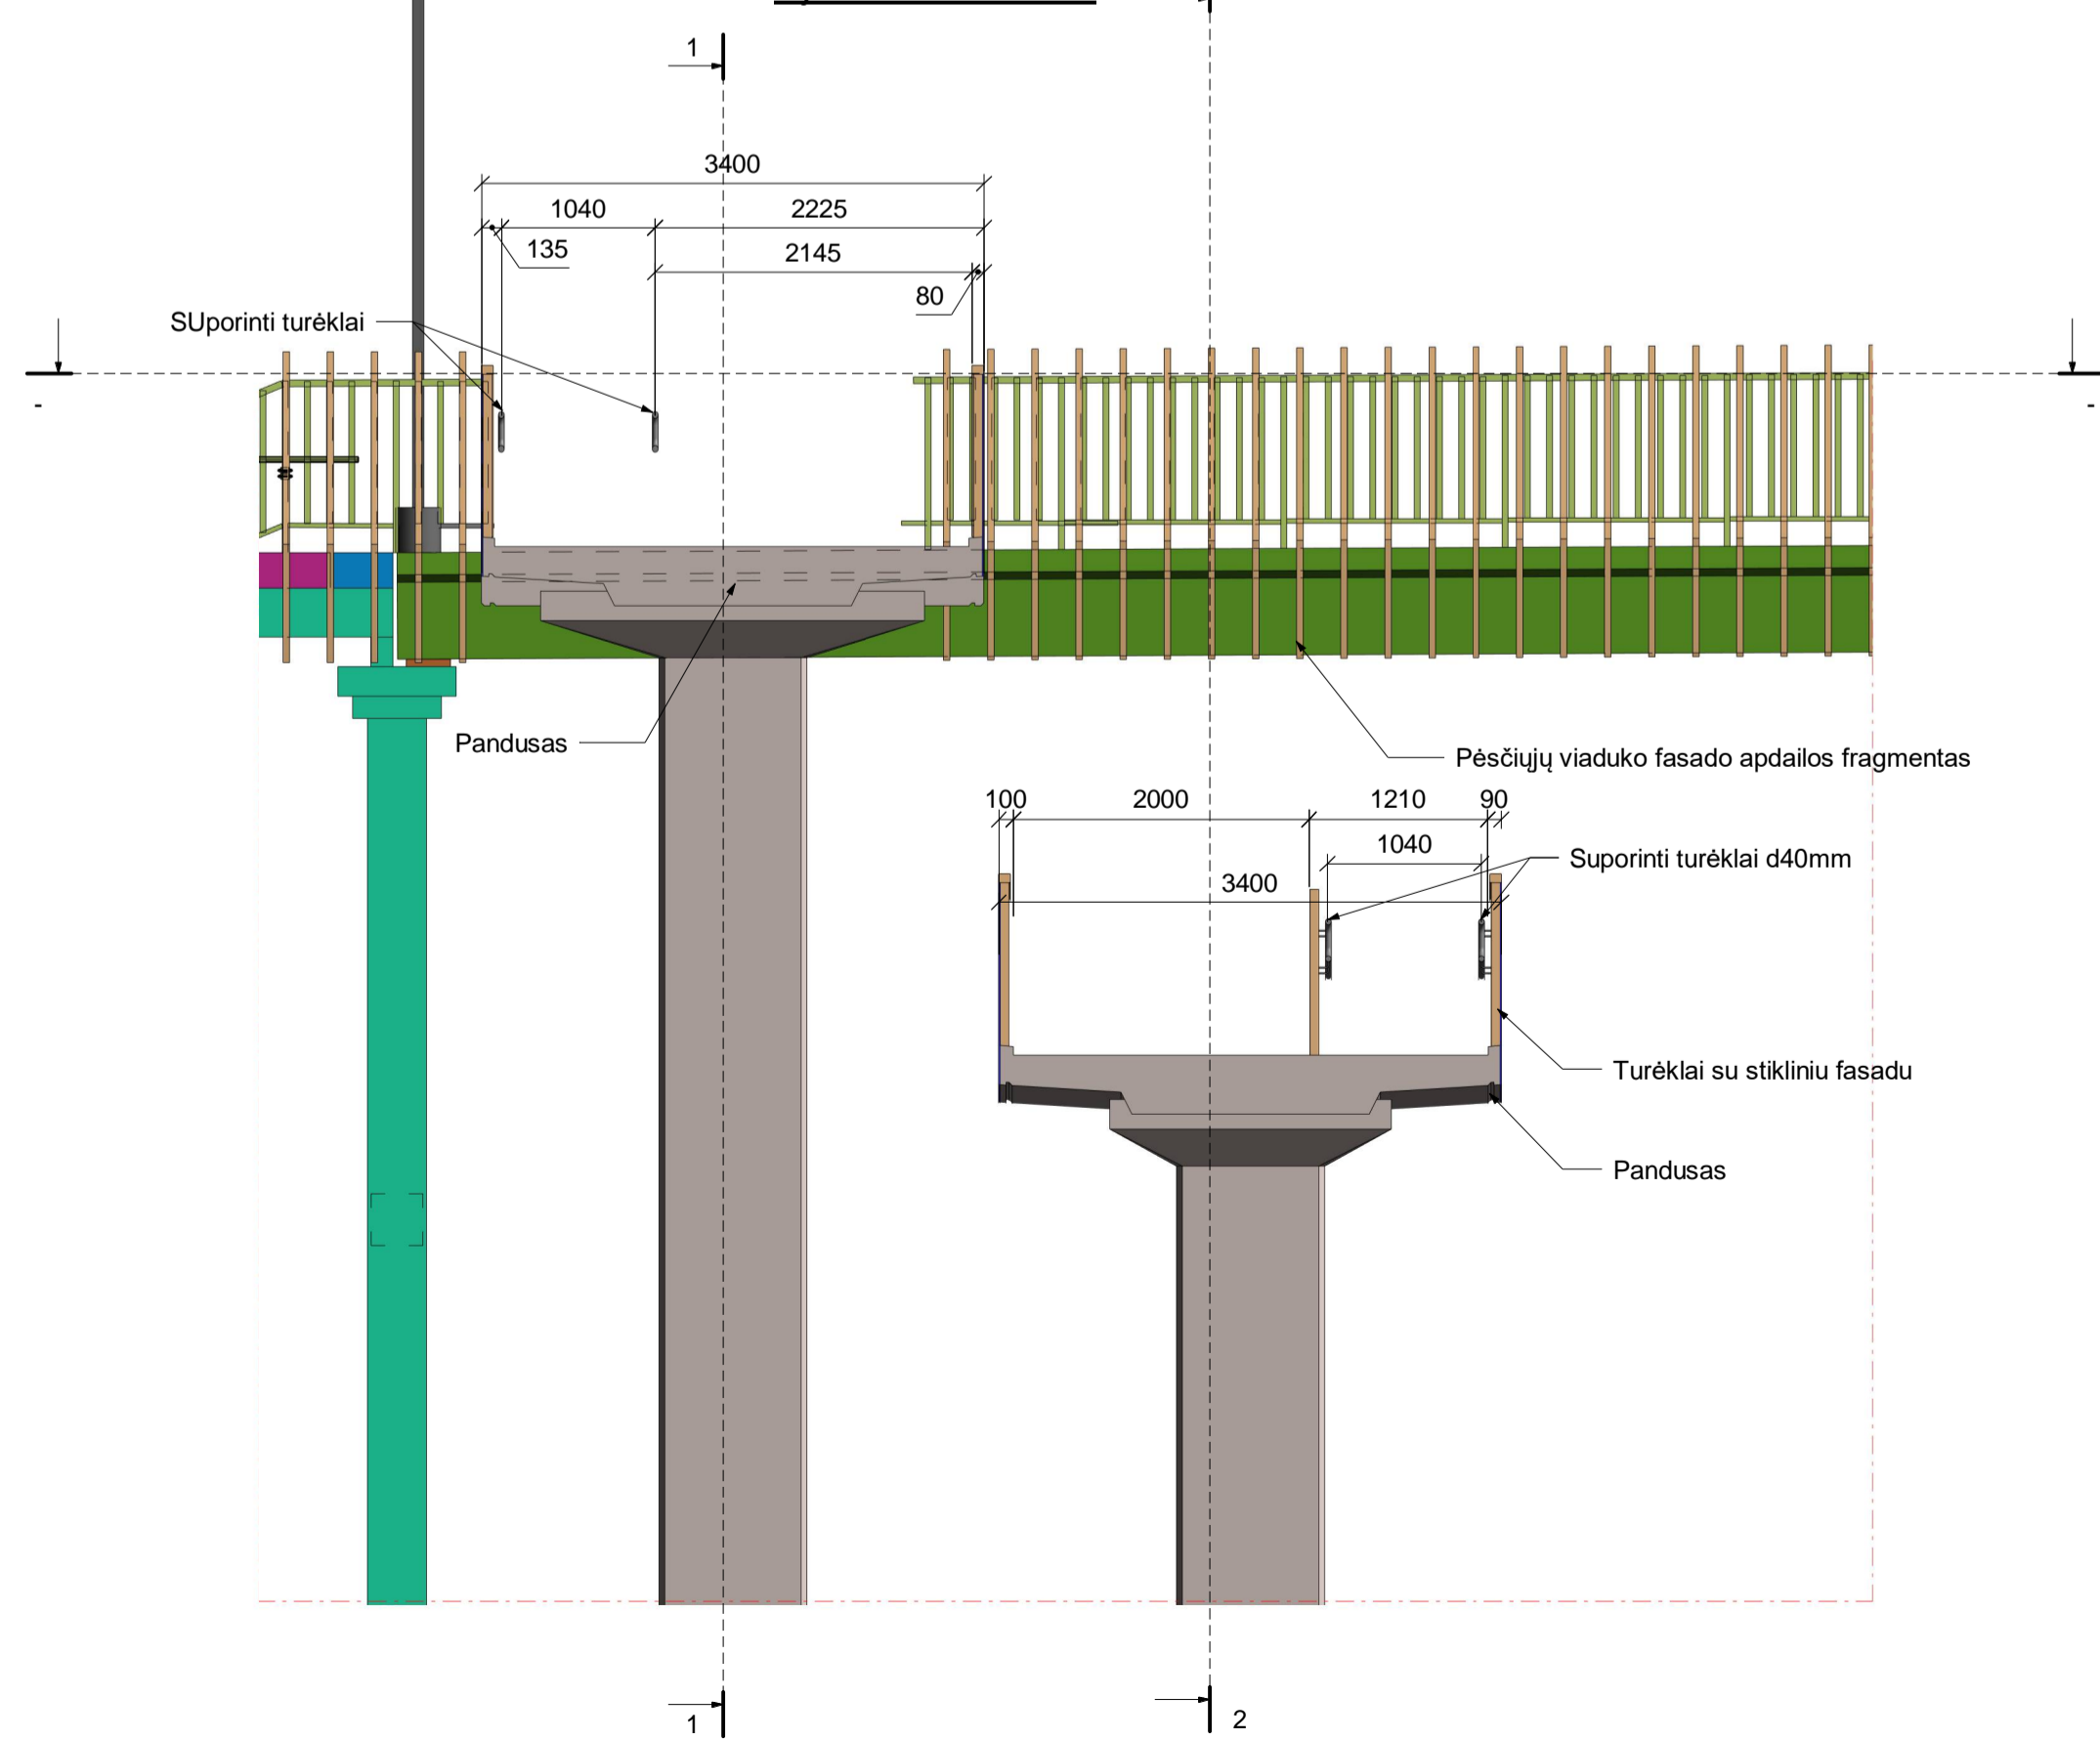 1
3400
1040 2225
135
2145
80
SUporinti turėklai
- -
Pandusas
Pėsčiųjų viaduko fasado apdailos fragmentas
100 2000 1210 90
1040
Suporinti turėklai d40mm
3400
Turėklai su stikliniu fasadu
Pandusas
1 2